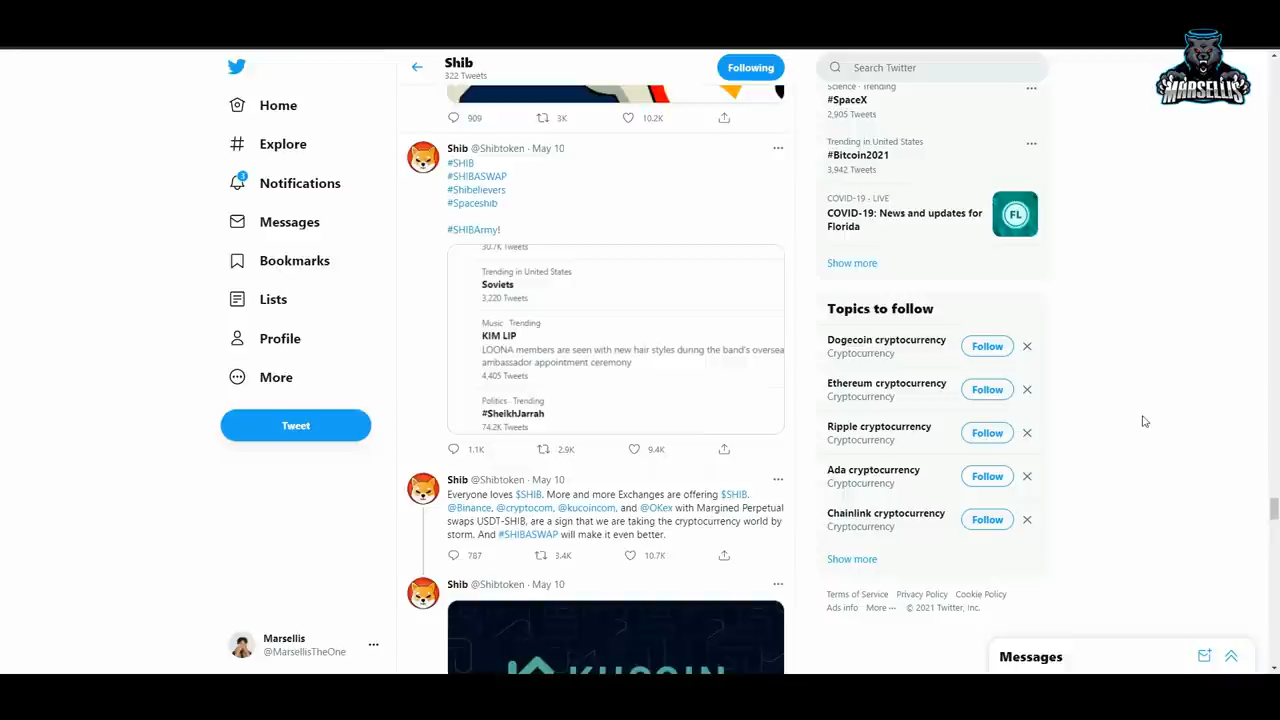 MARSELLIS
Home
Explore
3
Notifications
Messages
Bookmarks
Lists
Profile
More
Tweet
Marsellis
@MarsellisTheOne
Shib
322 Tweets
Following
909
3K
10.2K
Shib @Shibtoken · May 10
#SHIB
#SHIBASWAP
#Shibelievers
#Spaceshib
#SHIBArmy!
30.7K Tweets
Trending in United States
Soviets
3,220 Tweets
Music · Trending
KIM LIP
LOONA members are seen with new hair styles during the band's oversea
ambassador appointment ceremony
4,405 Tweets
Politics · Trending
#SheikhJarrah
74.2K Tweets
1.1K
2.9K
9.4K
Shib @Shibtoken · May 10
Everyone loves $SHIB. More and more Exchanges are offering $SHIB.
@Binance, @cryptocom, @kucoincom, and @OKex with Margined Perpetual
swaps USDT-SHIB, are a sign that we are taking the cryptocurrency world by
storm. And #SHIBASWAP will make it even better.
787
3.4K
10.7K
Shib @Shibtoken · May 10
KUCOIN
Search Twitter
Science · Trending
#SpaceX
2,905 Tweets
Trending in United States
#Bitcoin2021
3,942 Tweets
COVID-19 · LIVE
COVID-19: News and updates for
Florida
FL
Show more
Topics to follow
Dogecoin cryptocurrency
Cryptocurrency
Follow
Ethereum cryptocurrency
Cryptocurrency
Follow
Ripple cryptocurrency
Cryptocurrency
Follow
Ada cryptocurrency
Cryptocurrency
Follow
Chainlink cryptocurrency
Cryptocurrency
Follow
Show more
Terms of Service Privacy Policy Cookie Policy
Ads info More ··· © 2021 Twitter, Inc.
Messages